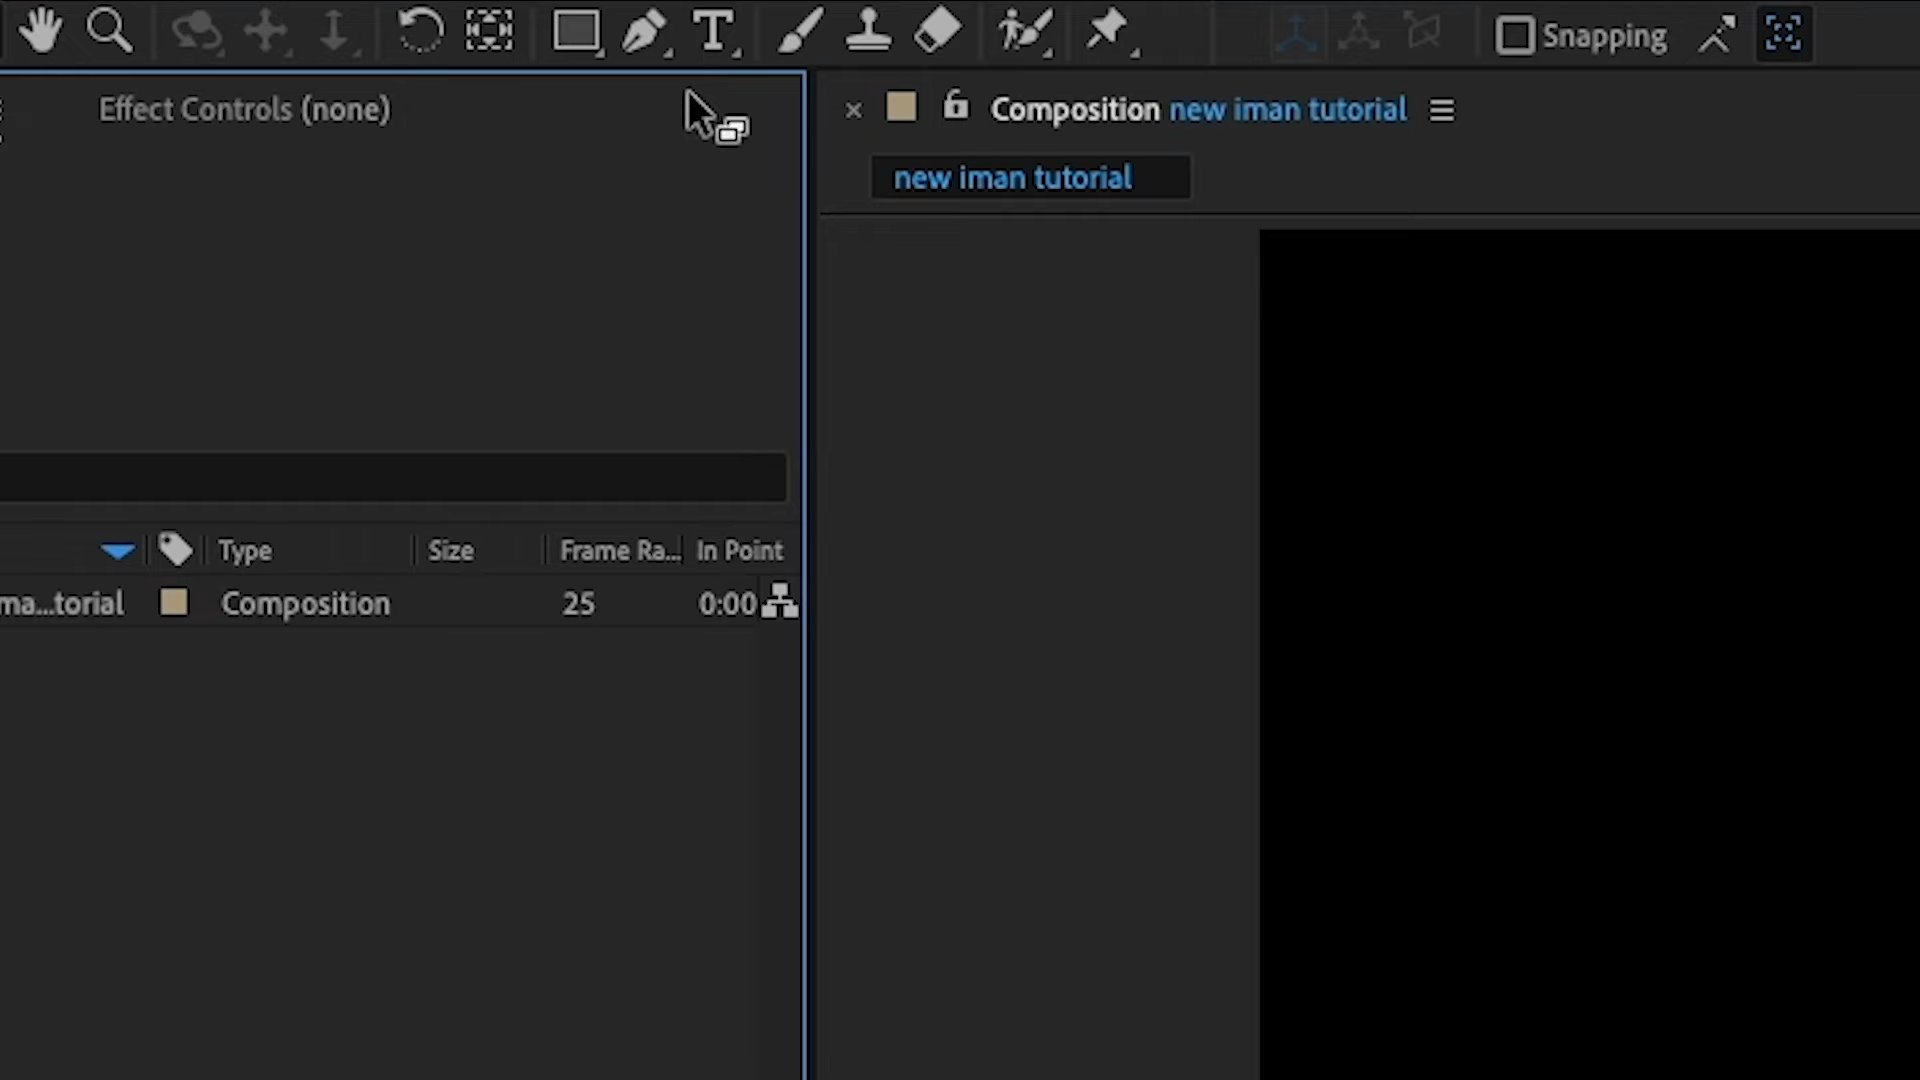 Snapping
Effect Controls (none)
Composition new iman tutorial
new iman tutorial
Type Size Frame Ra... In Point
ma...torial Composition 25 0:00